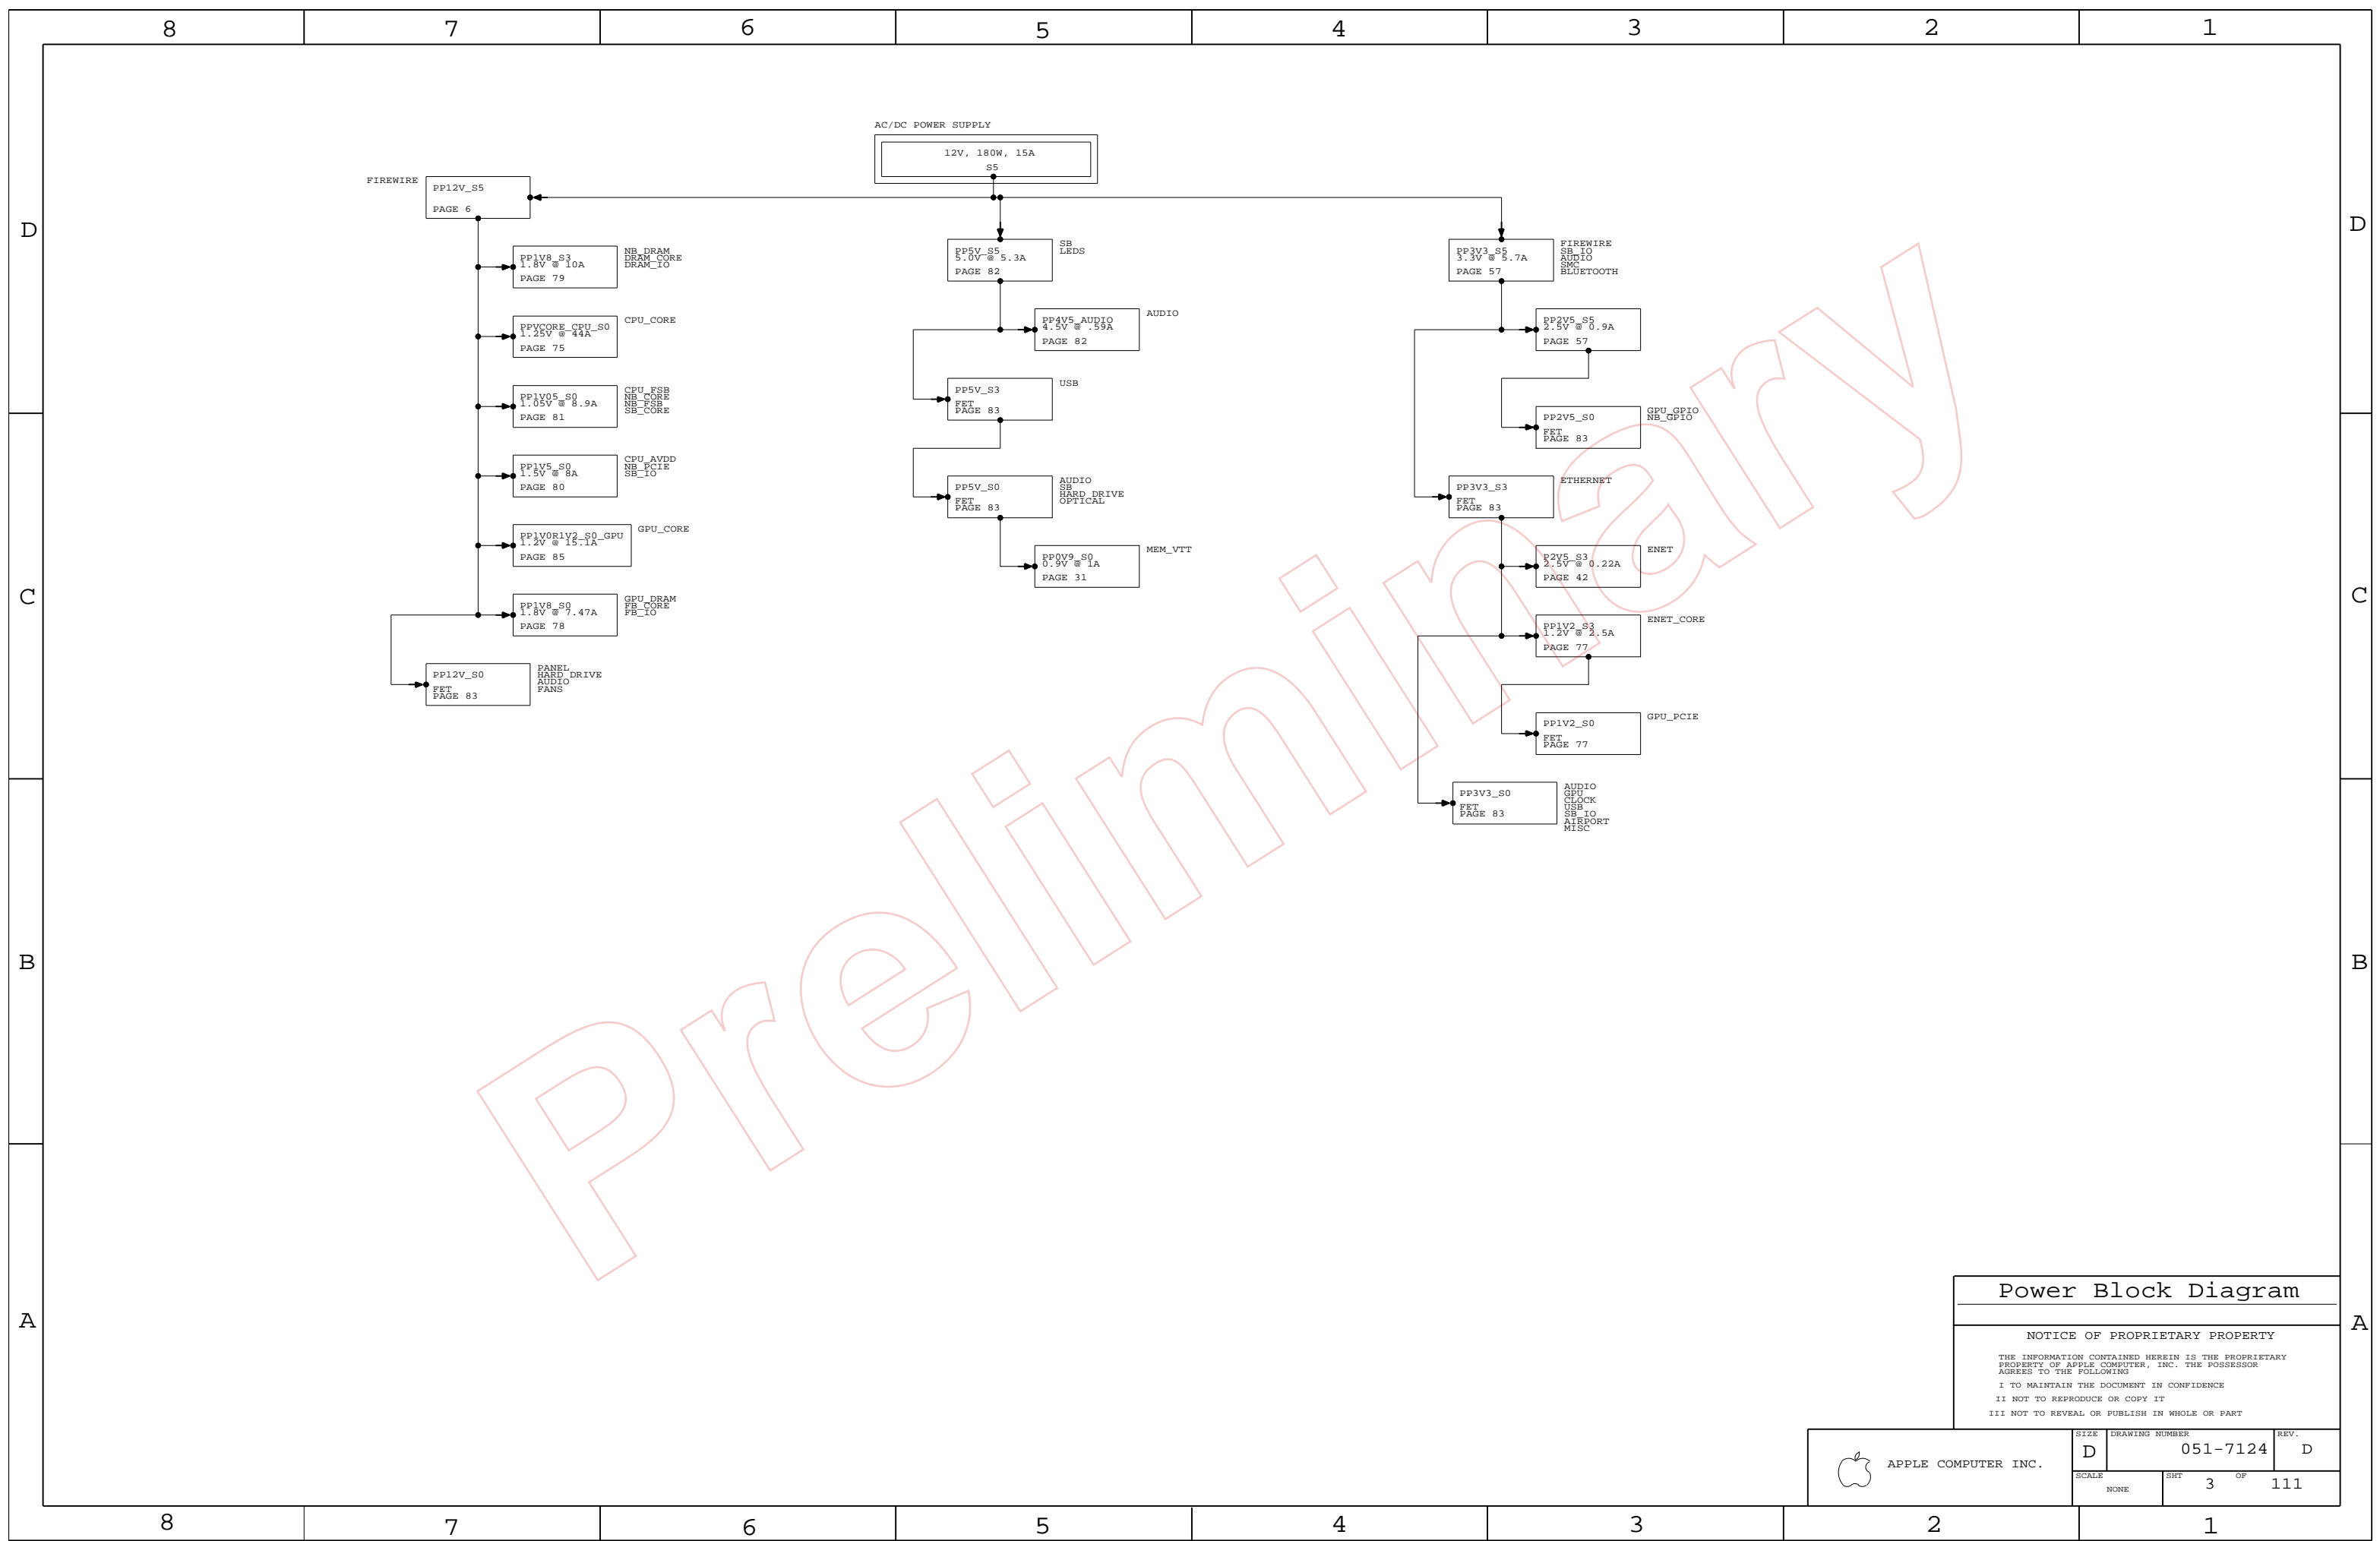 8 7 6 5 4 3 2 1
D
D
C
C
B
B
A
A
AC/DC POWER SUPPLY
12V, 180W, 15A
S5
FIREWIRE
PP12V_S5
PAGE 6
PP1V8_S3
1.8V @ 10A
PAGE 79
NB_DRAM
DRAM_CORE
DRAM_IO
PPVCORE_CPU_S0
1.25V @ 44A
PAGE 75
CPU_CORE
PP1V05_S0
1.05V @ 8.9A
PAGE 81
CPU_FSB
NB_CORE
NB_FSB
SB_CORE
PP1V5_S0
1.5V @ 8A
PAGE 80
CPU_AVDD
NB_PCIE
SB_IO
PP1V0R1V2_S0_GPU
1.2V @ 15.1A
PAGE 85
GPU_CORE
PP1V8_S0
1.8V @ 7.47A
PAGE 78
GPU_DRAM
FB_CORE
FB_IO
PP12V_S0
FET
PAGE 83
PANEL
HARD DRIVE
AUDIO
FANS
PP5V_S5
5.0V @ 5.3A
PAGE 82
SB
LEDS
PP4V5_AUDIO
4.5V @ .59A
PAGE 82
AUDIO
PP5V_S3
FET
PAGE 83
USB
PP5V_S0
FET
PAGE 83
AUDIO
SB
HARD DRIVE
OPTICAL
PP0V9_S0
0.9V @ 1A
PAGE 31
MEM_VTT
PP3V3_S5
3.3V @ 5.7A
PAGE 57
FIREWIRE
SB_IO
AUDIO
SMC
BLUETOOTH
PP2V5_S5
2.5V @ 0.9A
PAGE 57
PP2V5_S0
FET
PAGE 83
GPU_GPIO
NB_GPIO
PP3V3_S3
FET
PAGE 83
ETHERNET
P2V5_S3
2.5V @ 0.22A
PAGE 42
ENET
PP1V2_S3
1.2V @ 2.5A
PAGE 77
ENET_CORE
PP1V2_S0
FET
PAGE 77
GPU_PCIE
PP3V3_S0
FET
PAGE 83
AUDIO
GPU
CLOCK
USB
SB_IO
AIRPORT
MISC
Preliminary
Power Block Diagram
NOTICE OF PROPRIETARY PROPERTY
THE INFORMATION CONTAINED HEREIN IS THE PROPRIETARY
PROPERTY OF APPLE COMPUTER, INC. THE POSSESSOR
AGREES TO THE FOLLOWING
I TO MAINTAIN THE DOCUMENT IN CONFIDENCE
II NOT TO REPRODUCE OR COPY IT
III NOT TO REVEAL OR PUBLISH IN WHOLE OR PART
APPLE COMPUTER INC.
SIZE
D
DRAWING NUMBER
051-7124
REV.
D
SCALE
NONE
SHT
3
OF
111
8 7 6 5 4 3 2 1